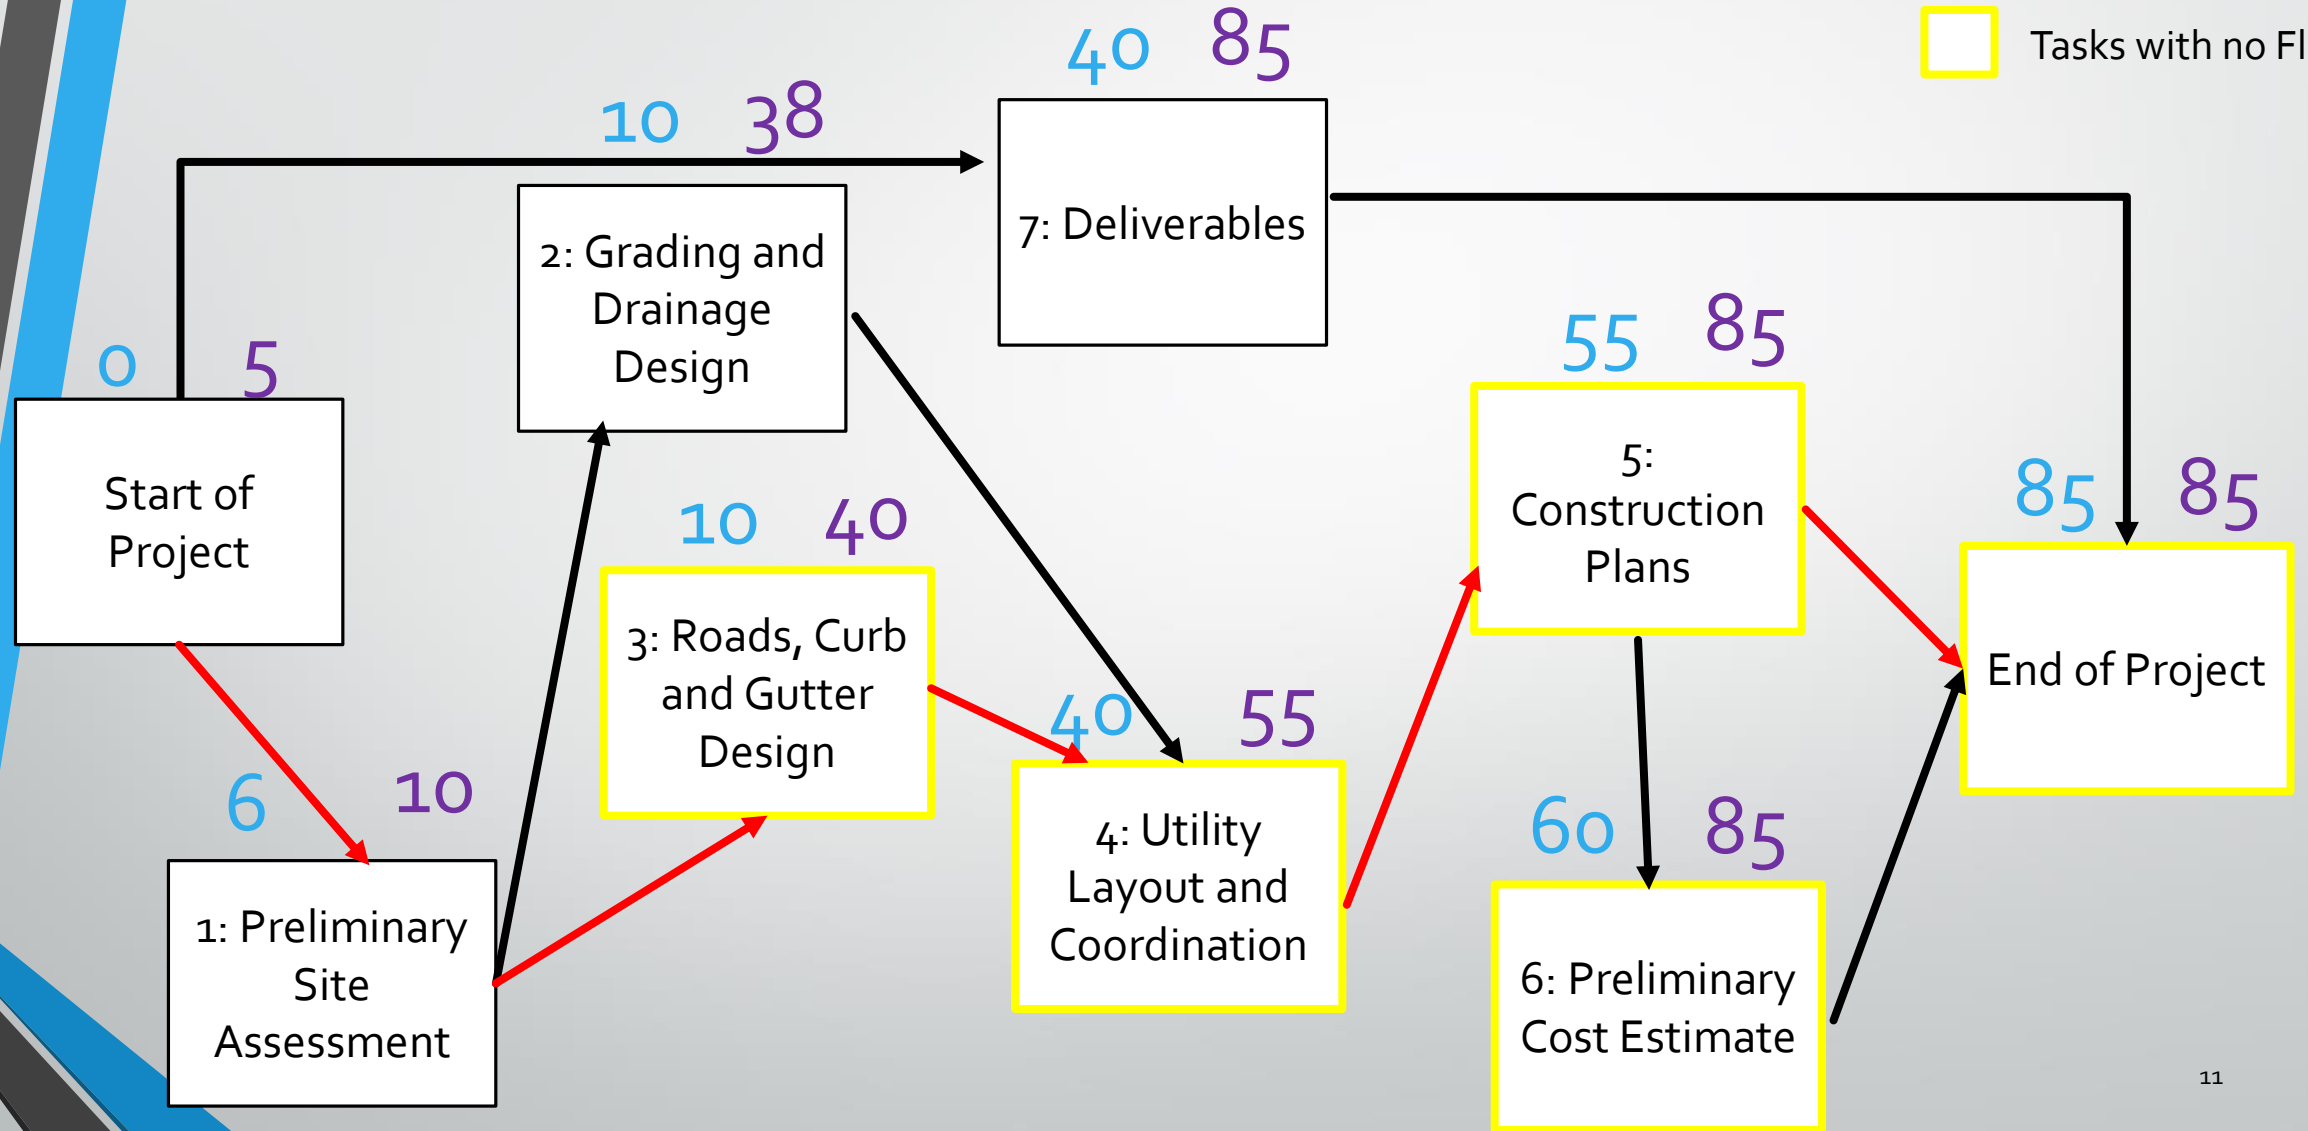 Tasks with no Fl
40 85
10 38
7: Deliverables
2: Grading and
Drainage
Design
0 5
Start of
Project
55 85
5:
Construction
Plans
10 40
3: Roads, Curb
and Gutter
Design
85 85
End of Project
6 10
1: Preliminary
Site
Assessment
40 55
4: Utility
Layout and
Coordination
60 85
6: Preliminary
Cost Estimate
11